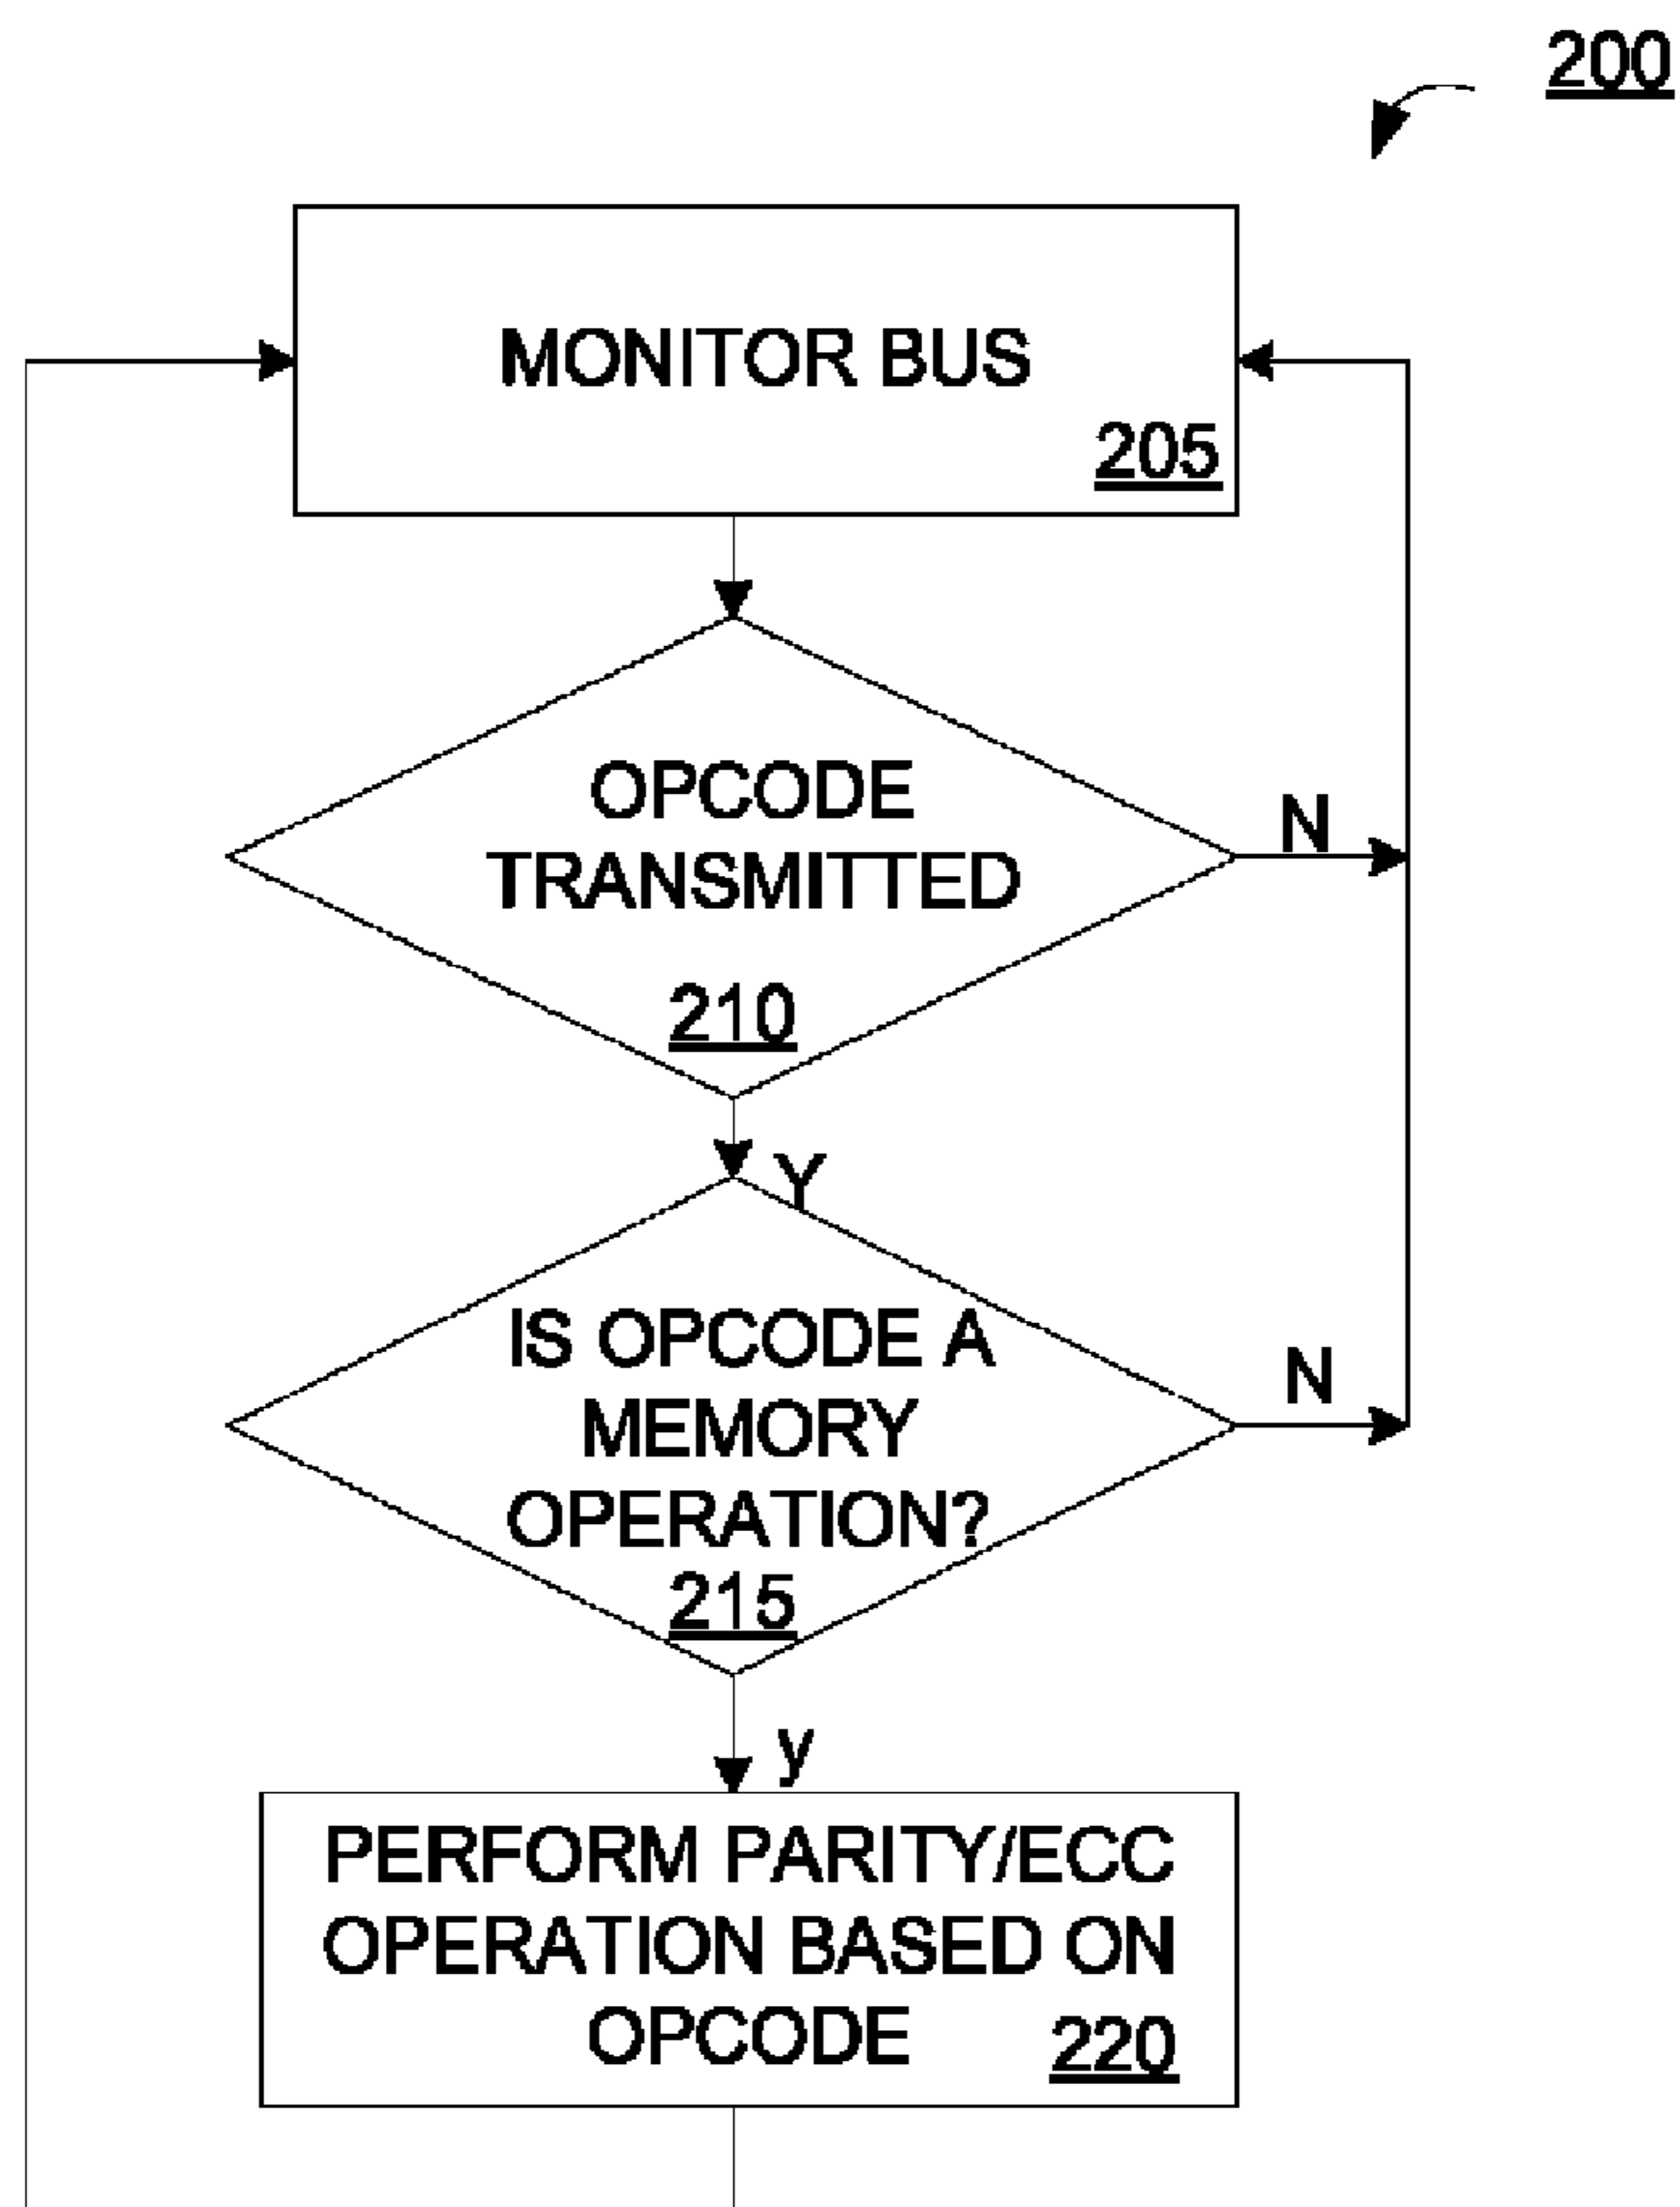 200
MONITOR BUS
205
OPCODE
TRANSMITTED
N
210
Y
IS OPCODE A
MEMORY
N
OPERATION?
215
y
PERFORM PARITY/ECC
OPERATION BASED ON
OPCODE 220